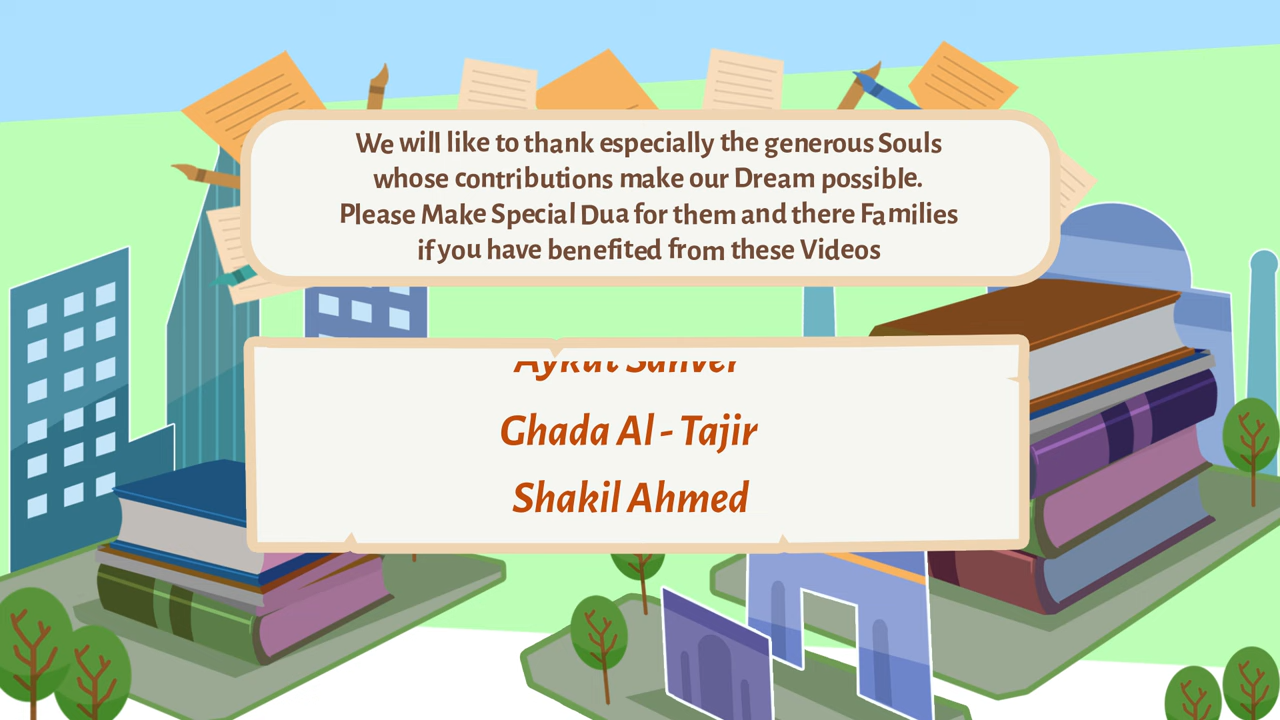 We will like to thank especially the generous Souls
whose contributions make our Dream possible.
Please Make Special Dua for them and there Families
if you have benefited from these Videos
Ghada Al - Tajir
Shakil Ahmed